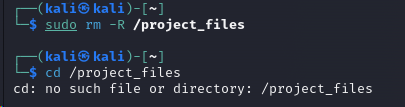 ┌──(kali㉿kali)-[~]
└─$ sudo rm -R /project_files
┌──(kali㉿kali)-[~]
└─$ cd /project_files
cd: no such file or directory: /project_files